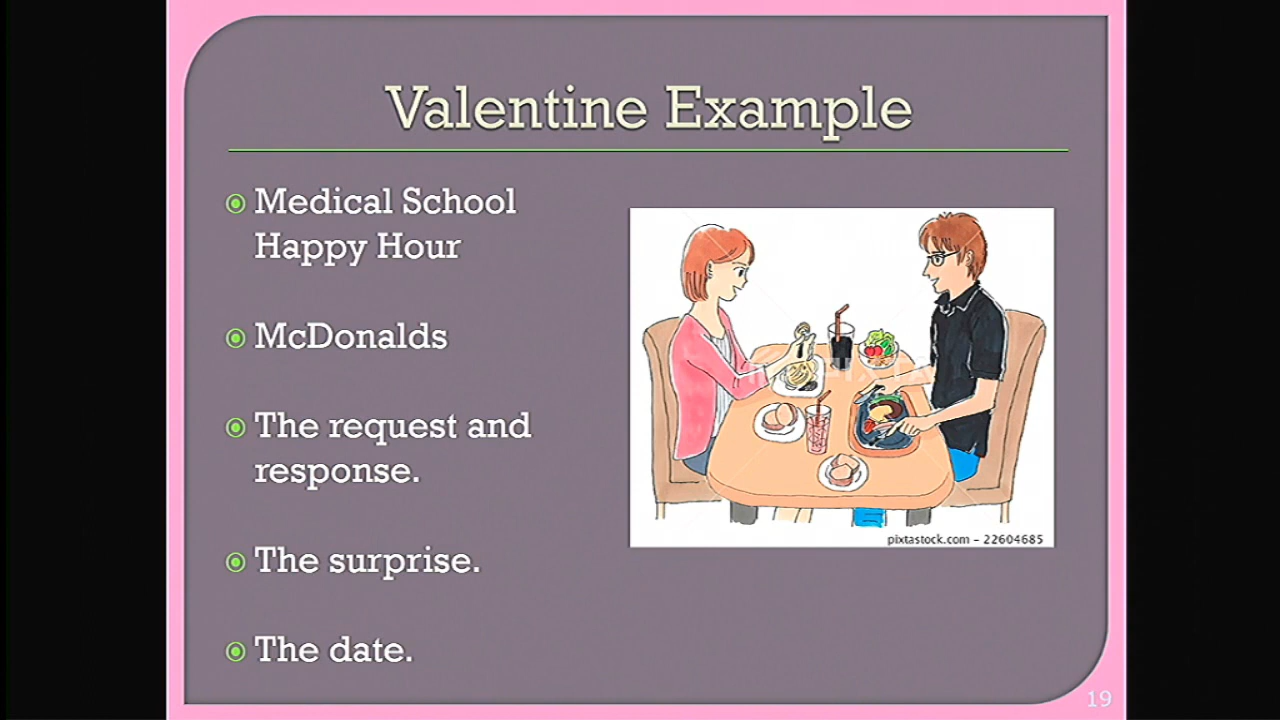 Valentine Example
Medical School
Happy Hour
McDonalds
The request and
response.
The surprise.
The date.
pixtastock.com - 22604685
19